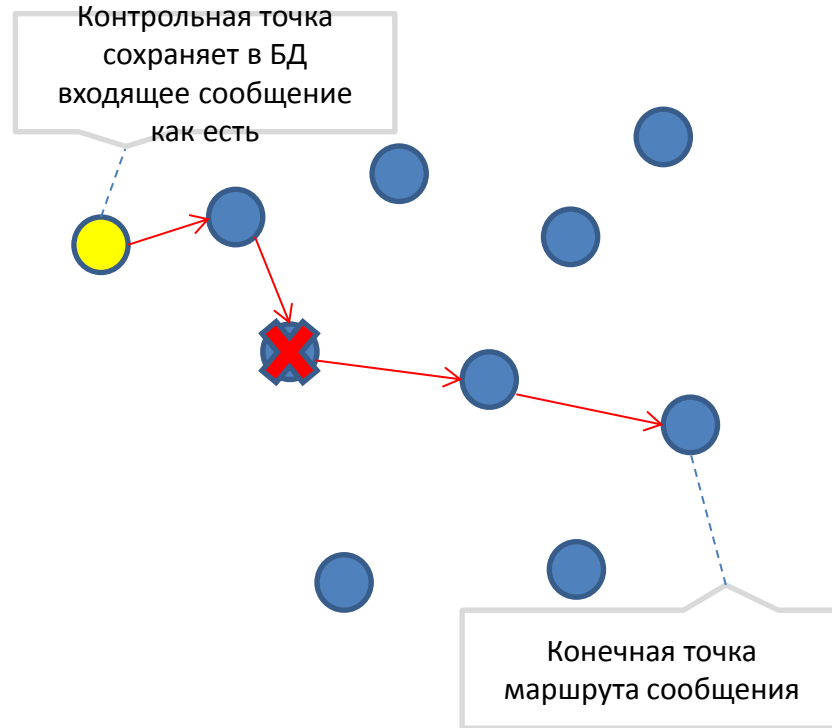 Контрольная точка
сохраняет в БД
входящее сообщение
как есть
Конечная точка
маршрута сообщения